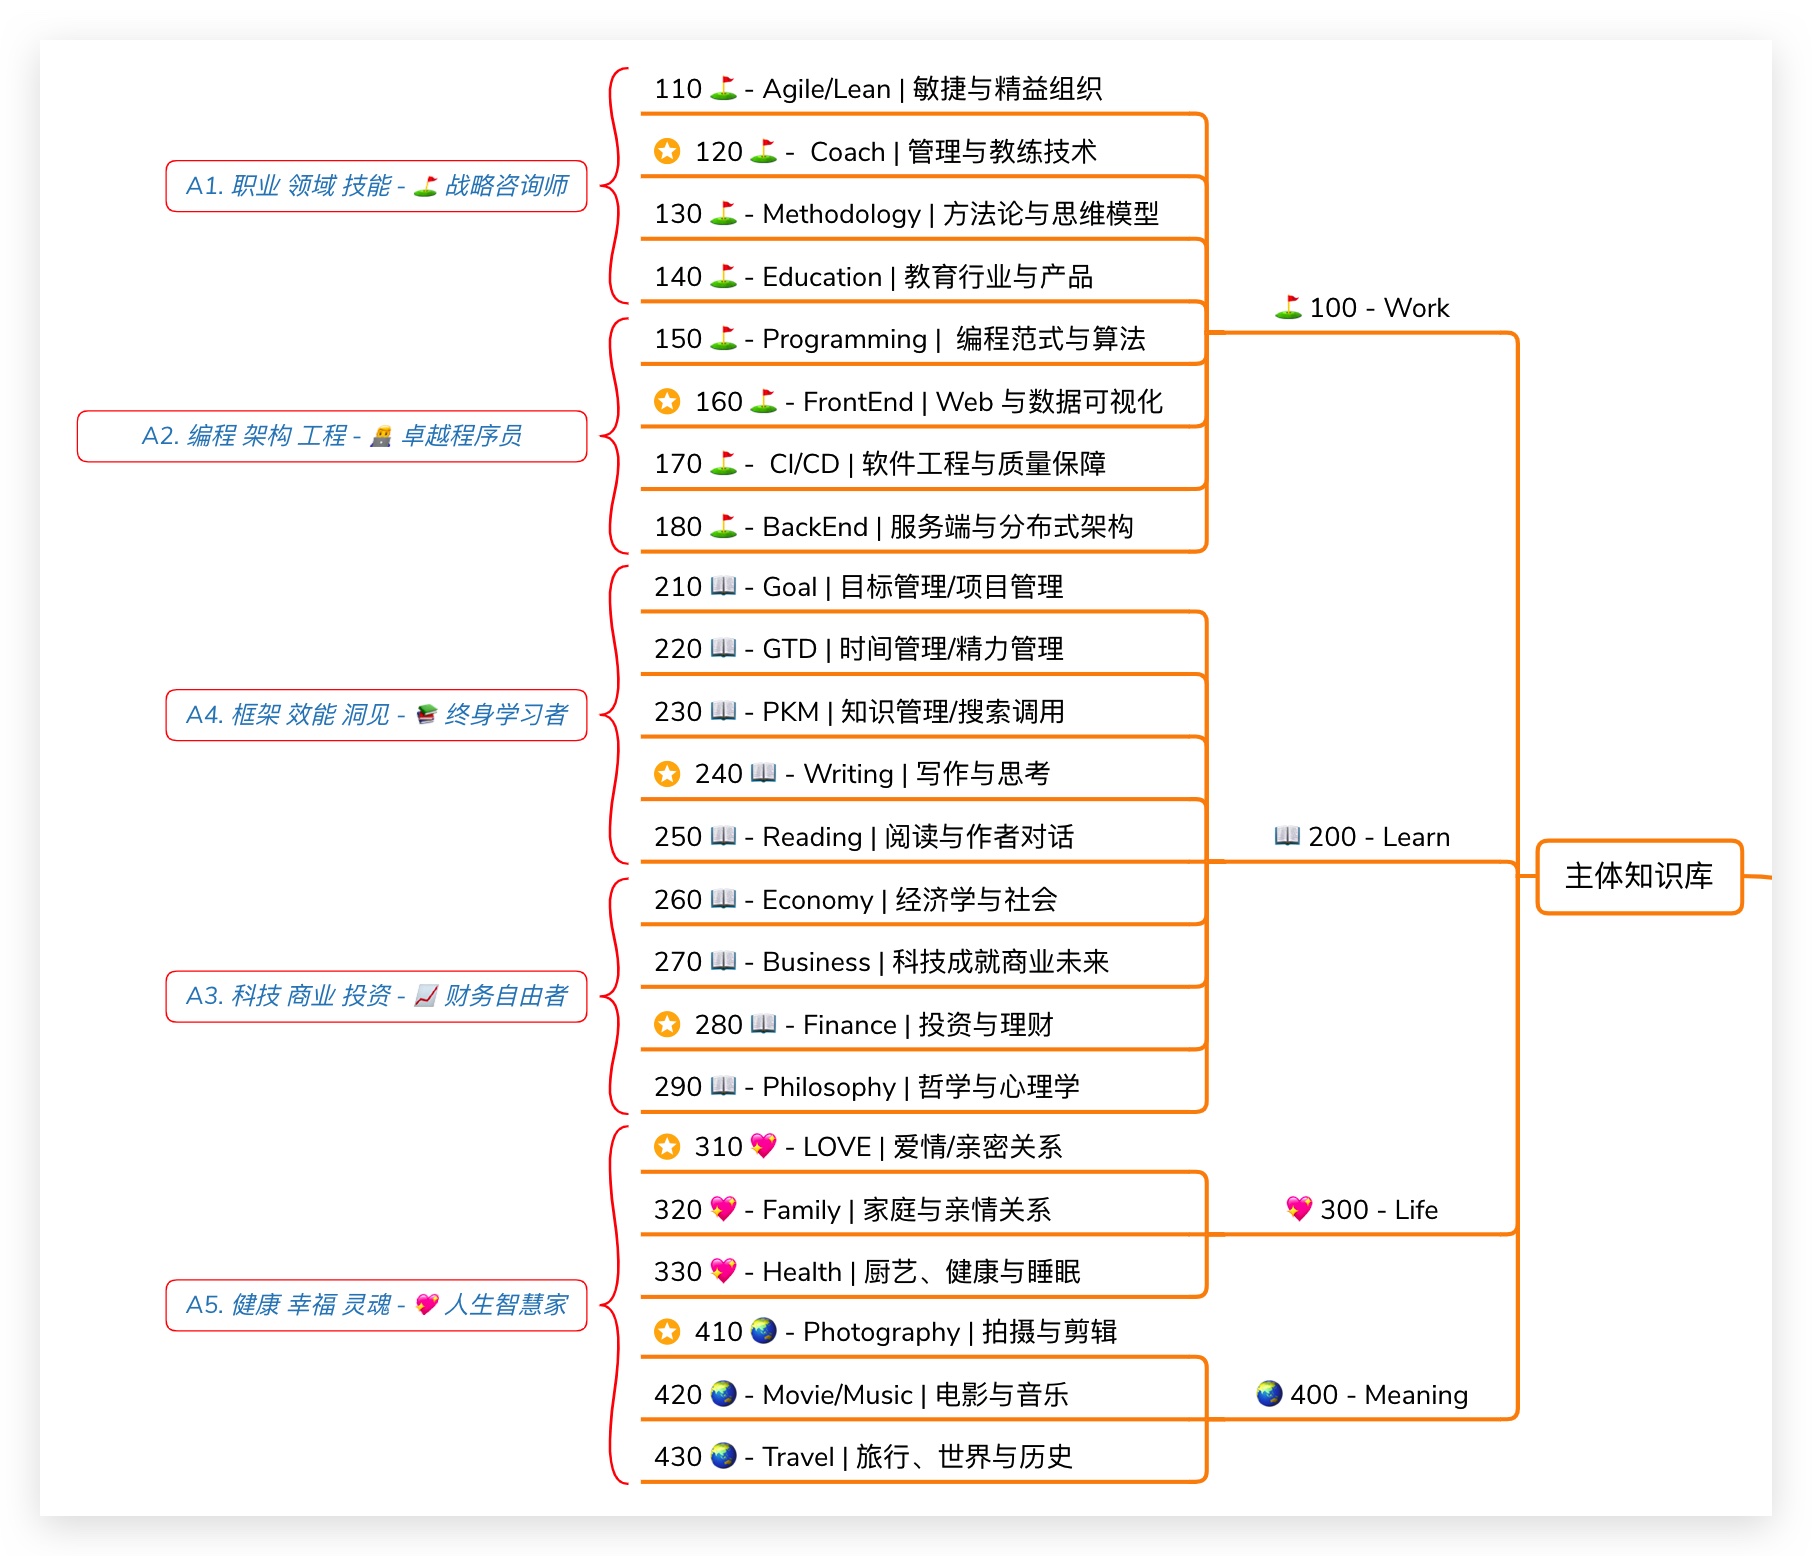 110 ⛳ - Agile/Lean | 敏捷与精益组织
120 ⛳ - Coach | 管理与教练技术
130 ⛳ - Methodology | 方法论与思维模型
140 ⛳ - Education | 教育行业与产品
A1. 职业 领域 技能 - ⛳ 战略咨询师
150 ⛳ - Programming | 编程范式与算法
160 ⛳ - FrontEnd | Web 与数据可视化
170 ⛳ - CI/CD | 软件工程与质量保障
180 ⛳ - BackEnd | 服务端与分布式架构
A2. 编程 架构 工程 - 👨‍💻 卓越程序员
⛳ 100 - Work
210 📖 - Goal | 目标管理/项目管理
220 📖 - GTD | 时间管理/精力管理
230 📖 - PKM | 知识管理/搜索调用
240 📖 - Writing | 写作与思考
250 📖 - Reading | 阅读与作者对话
A4. 框架 效能 洞见 - 📚 终身学习者
260 📖 - Economy | 经济学与社会
270 📖 - Business | 科技成就商业未来
280 📖 - Finance | 投资与理财
290 📖 - Philosophy | 哲学与心理学
A3. 科技 商业 投资 - 📈 财务自由者
📖 200 - Learn
主体知识库
310 💖 - LOVE | 爱情/亲密关系
320 💖 - Family | 家庭与亲情关系
330 💖 - Health | 厨艺、健康与睡眠
💖 300 - Life
410 🌏 - Photography | 拍摄与剪辑
420 🌏 - Movie/Music | 电影与音乐
430 🌏 - Travel | 旅行、世界与历史
🌏 400 - Meaning
A5. 健康 幸福 灵魂 - 💖 人生智慧家